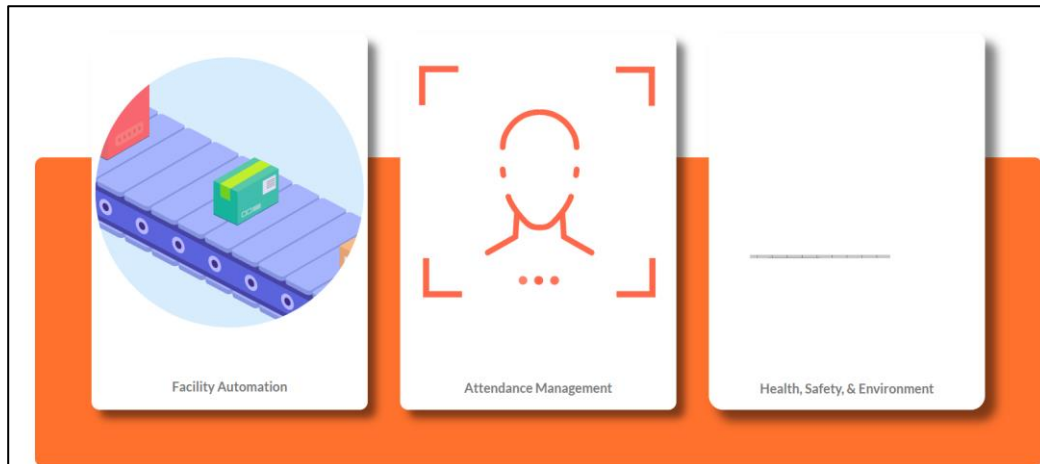 Facility Automation
Attendance Management
Health, Safety, & Environment